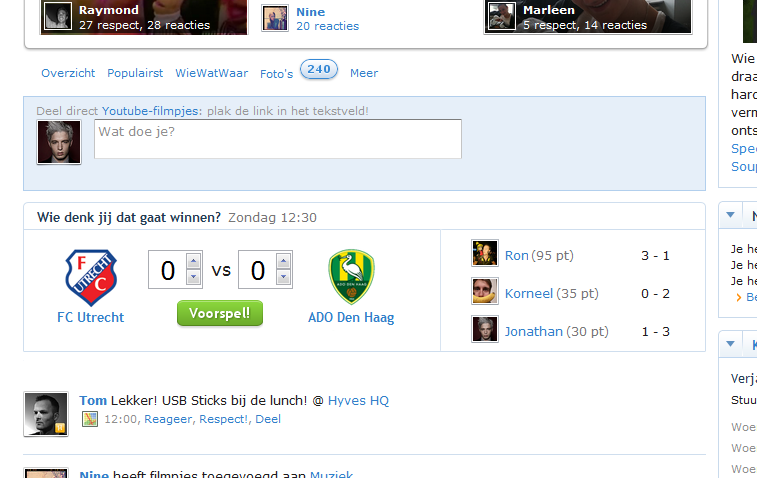 Raymond
27 respect, 28 reacties
Nine
20 reacties
Marleen
5 respect, 14 reacties
Overzicht Populairst WieWatWaar Foto's 240 Meer
Deel direct Youtube-filmpjes: plak de link in het tekstveld!
Wat doe je?
Wie denk jij dat gaat winnen? Zondag 12:30
F C
UTRECHT
0 vs 0
ADO DEN HAAG
Voorspel!
FC Utrecht
ADO Den Haag
Ron (95 pt) 3 - 1
Korneel (35 pt) 0 - 2
Jonathan (30 pt) 1 - 3
Tom Lekker! USB Sticks bij de lunch! @ Hyves HQ
12:00, Reageer, Respect!, Deel
Nine heeft filmpjes toegevoegd aan Muziek
Wie
draa
hard
verm
onts
Spec
Soup
N
Je he
Je he
Je he
Be
K
Verja
Stuu
Woe
Woe
Woe